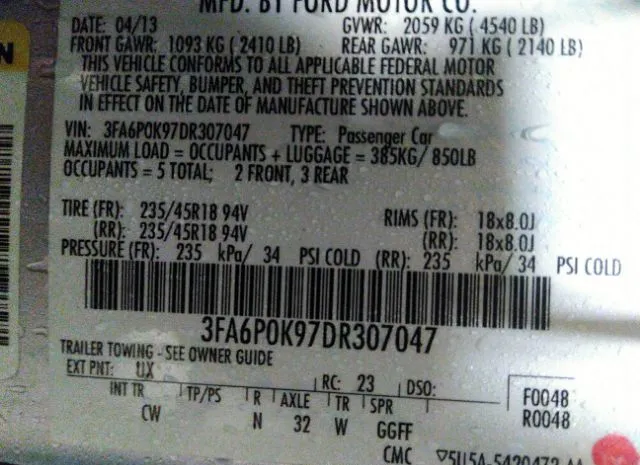 MFD. BY FORD MOTOR CO.
DATE: 04/13 GVWR: 2059 KG ( 4540 LB)
FRONT GAWR: 1093 KG ( 2410 LB) REAR GAWR: 971 KG ( 2140 LB)
THIS VEHICLE CONFORMS TO ALL APPLICABLE FEDERAL MOTOR
VEHICLE SAFETY, BUMPER, AND THEFT PREVENTION STANDARDS
IN EFFECT ON THE DATE OF MANUFACTURE SHOWN ABOVE.
VIN: 3FA6P0K97DR307047 TYPE: Passenger Car
MAXIMUM LOAD = OCCUPANTS + LUGGAGE = 385KG/ 850LB
OCCUPANTS = 5 TOTAL; 2 FRONT, 3 REAR
TIRE (FR): 235/45R18 94V RIMS (FR): 18x8.0J
(RR): 235/45R18 94V (RR): 18x8.0J
PRESSURE (FR): 235 kPa/ 34 PSI COLD (RR): 235 kPa/ 34 PSI COLD
3FA6P0K97DR307047
TRAILER TOWING - SEE OWNER GUIDE
EXT PNT: UX RC: 23 DSO: F0048
INT TR TP/PS R AXLE TR SPR R0048
CW N 32 W GGFF
CMC ▽5U5A-5420472-AA
N